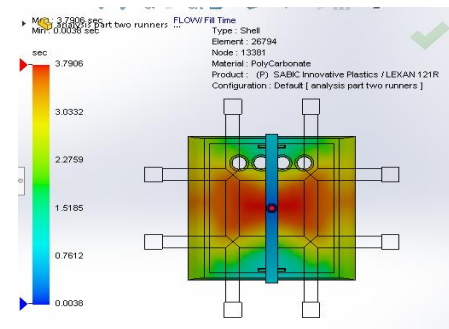 Max : 3.7906 sec
analysis part two runners ...
Min : 0.0038 sec
FLOW/ Fill Time
Type : Shell
Element : 26794
Node : 13381
Material : PolyCarbonate
Product : (P) SABIC Innovative Plastics / LEXAN 121R
Configuration : Default [ analysis part two runners ]
sec
3.7906
3.0332
2.2759
1.5185
0.7612
0.0038